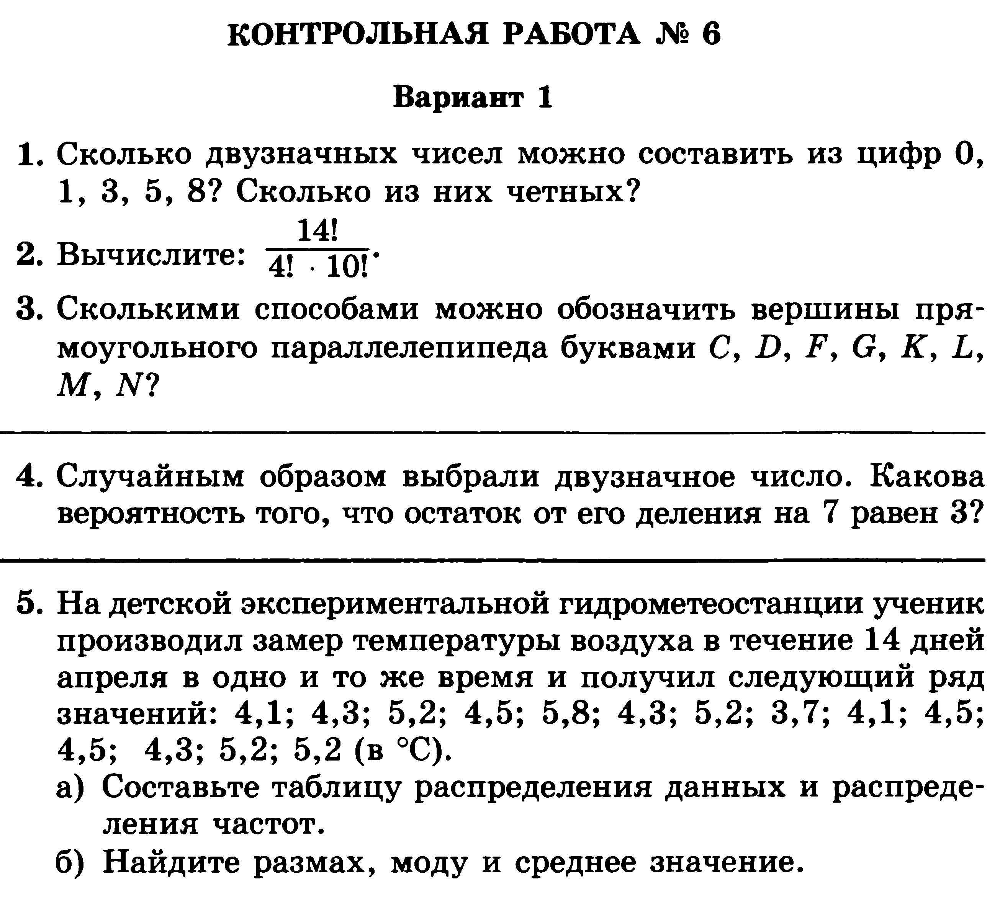 КОНТРОЛЬНАЯ РАБОТА № 6
Вариант 1
1. Сколько двузначных чисел можно составить из цифр 0,
1, 3, 5, 8? Сколько из них четных?
2. Вычислите: 14! / (4! · 10!).
3. Сколькими способами можно обозначить вершины пря-
моугольного параллелепипеда буквами C, D, F, G, K, L,
M, N?
4. Случайным образом выбрали двузначное число. Какова
вероятность того, что остаток от его деления на 7 равен 3?
5. На детской экспериментальной гидрометеостанции ученик
производил замер температуры воздуха в течение 14 дней
апреля в одно и то же время и получил следующий ряд
значений: 4,1; 4,3; 5,2; 4,5; 5,8; 4,3; 5,2; 3,7; 4,1; 4,5;
4,5; 4,3; 5,2; 5,2 (в °C).
а) Составьте таблицу распределения данных и распреде-
ления частот.
б) Найдите размах, моду и среднее значение.